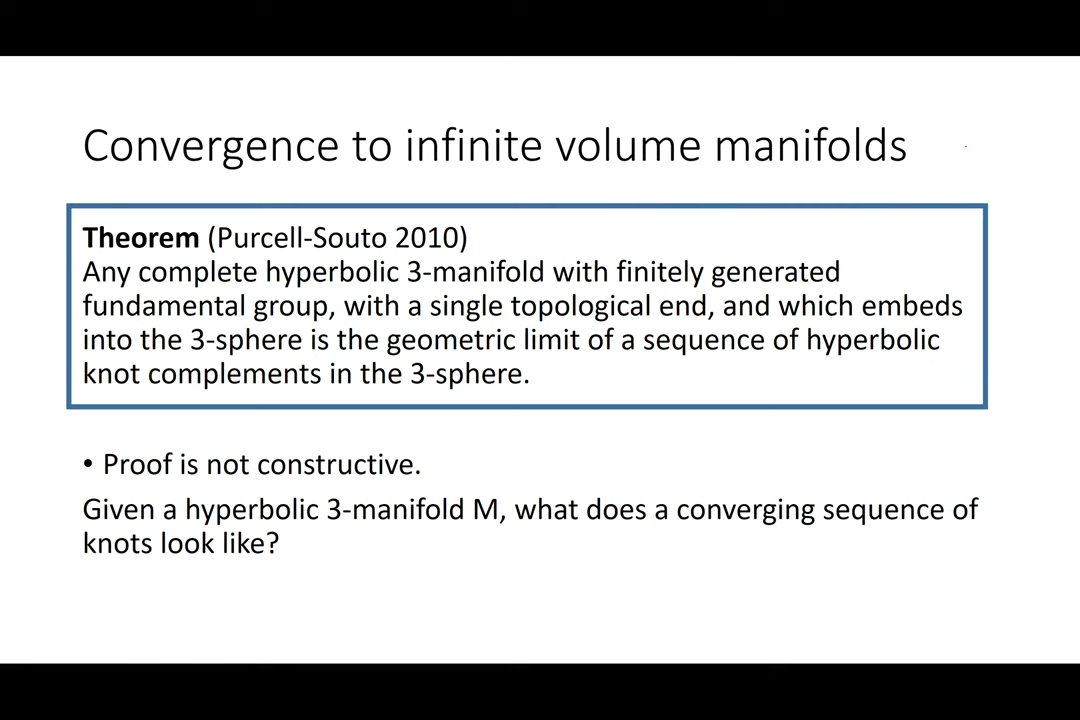 Convergence to infinite volume manifolds
Theorem (Purcell-Souto 2010)
Any complete hyperbolic 3-manifold with finitely generated
fundamental group, with a single topological end, and which embeds
into the 3-sphere is the geometric limit of a sequence of hyperbolic
knot complements in the 3-sphere.
• Proof is not constructive.
Given a hyperbolic 3-manifold M, what does a converging sequence of
knots look like?